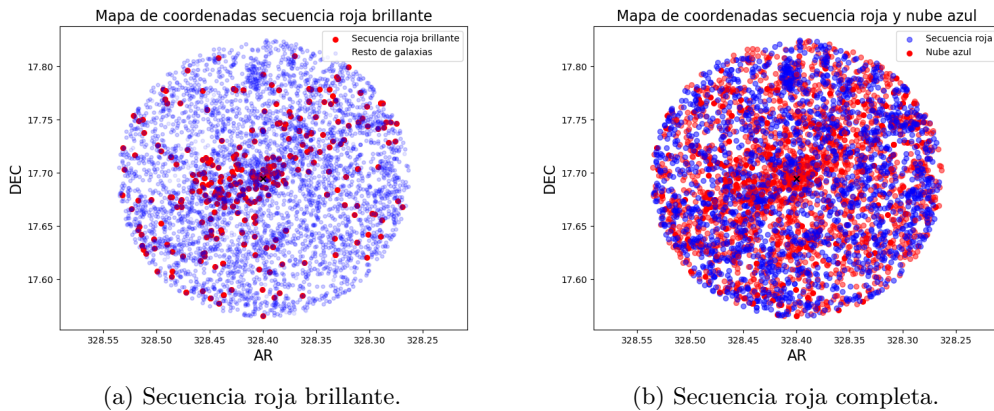 Mapa de coordenadas secuencia roja brillante
Secuencia roja brillante
Resto de galaxias
17.80
17.75
17.70
17.65
17.60
DEC
328.55
328.50
328.45
328.40
328.35
328.30
328.25
AR
(a) Secuencia roja brillante.
Mapa de coordenadas secuencia roja y nube azul
Secuencia roja
Nube azul
17.80
17.75
17.70
17.65
17.60
DEC
328.55
328.50
328.45
328.40
328.35
328.30
328.25
AR
(b) Secuencia roja completa.